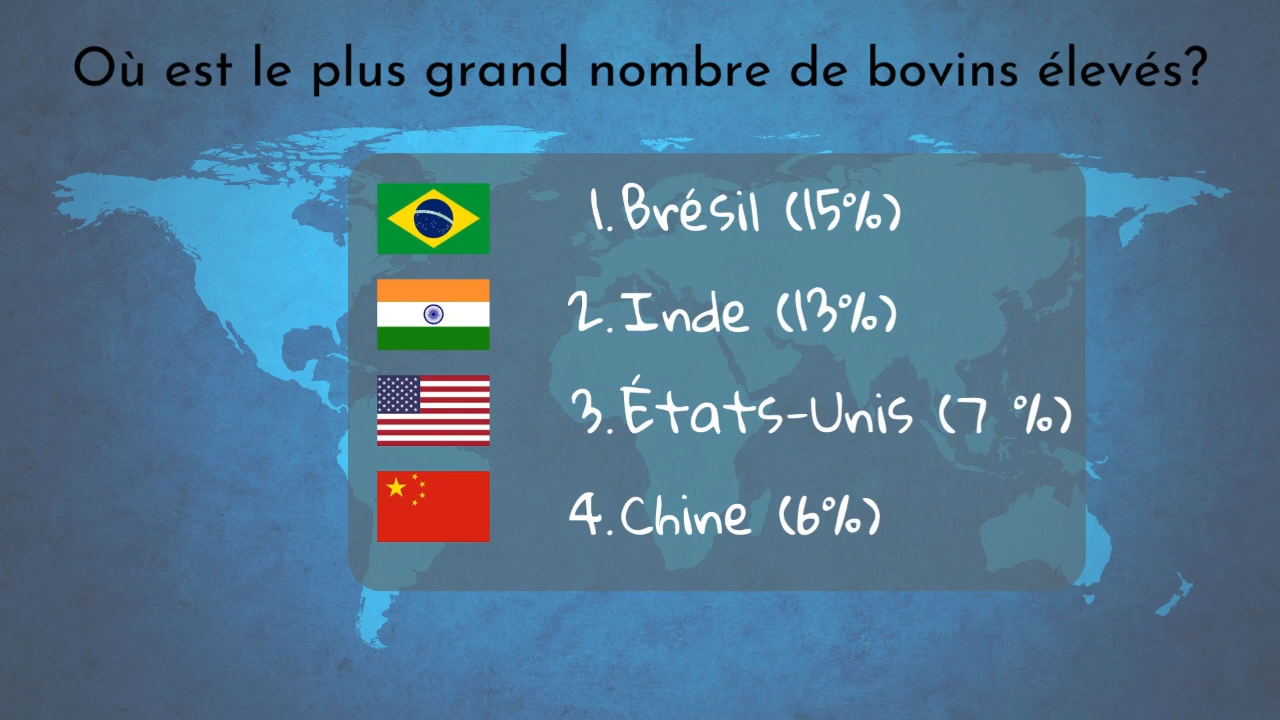 Où est le plus grand nombre de bovins élevés?
1. Brésil (15%)
2. Inde (13%)
3. États-Unis (7 %)
4. Chine (6%)